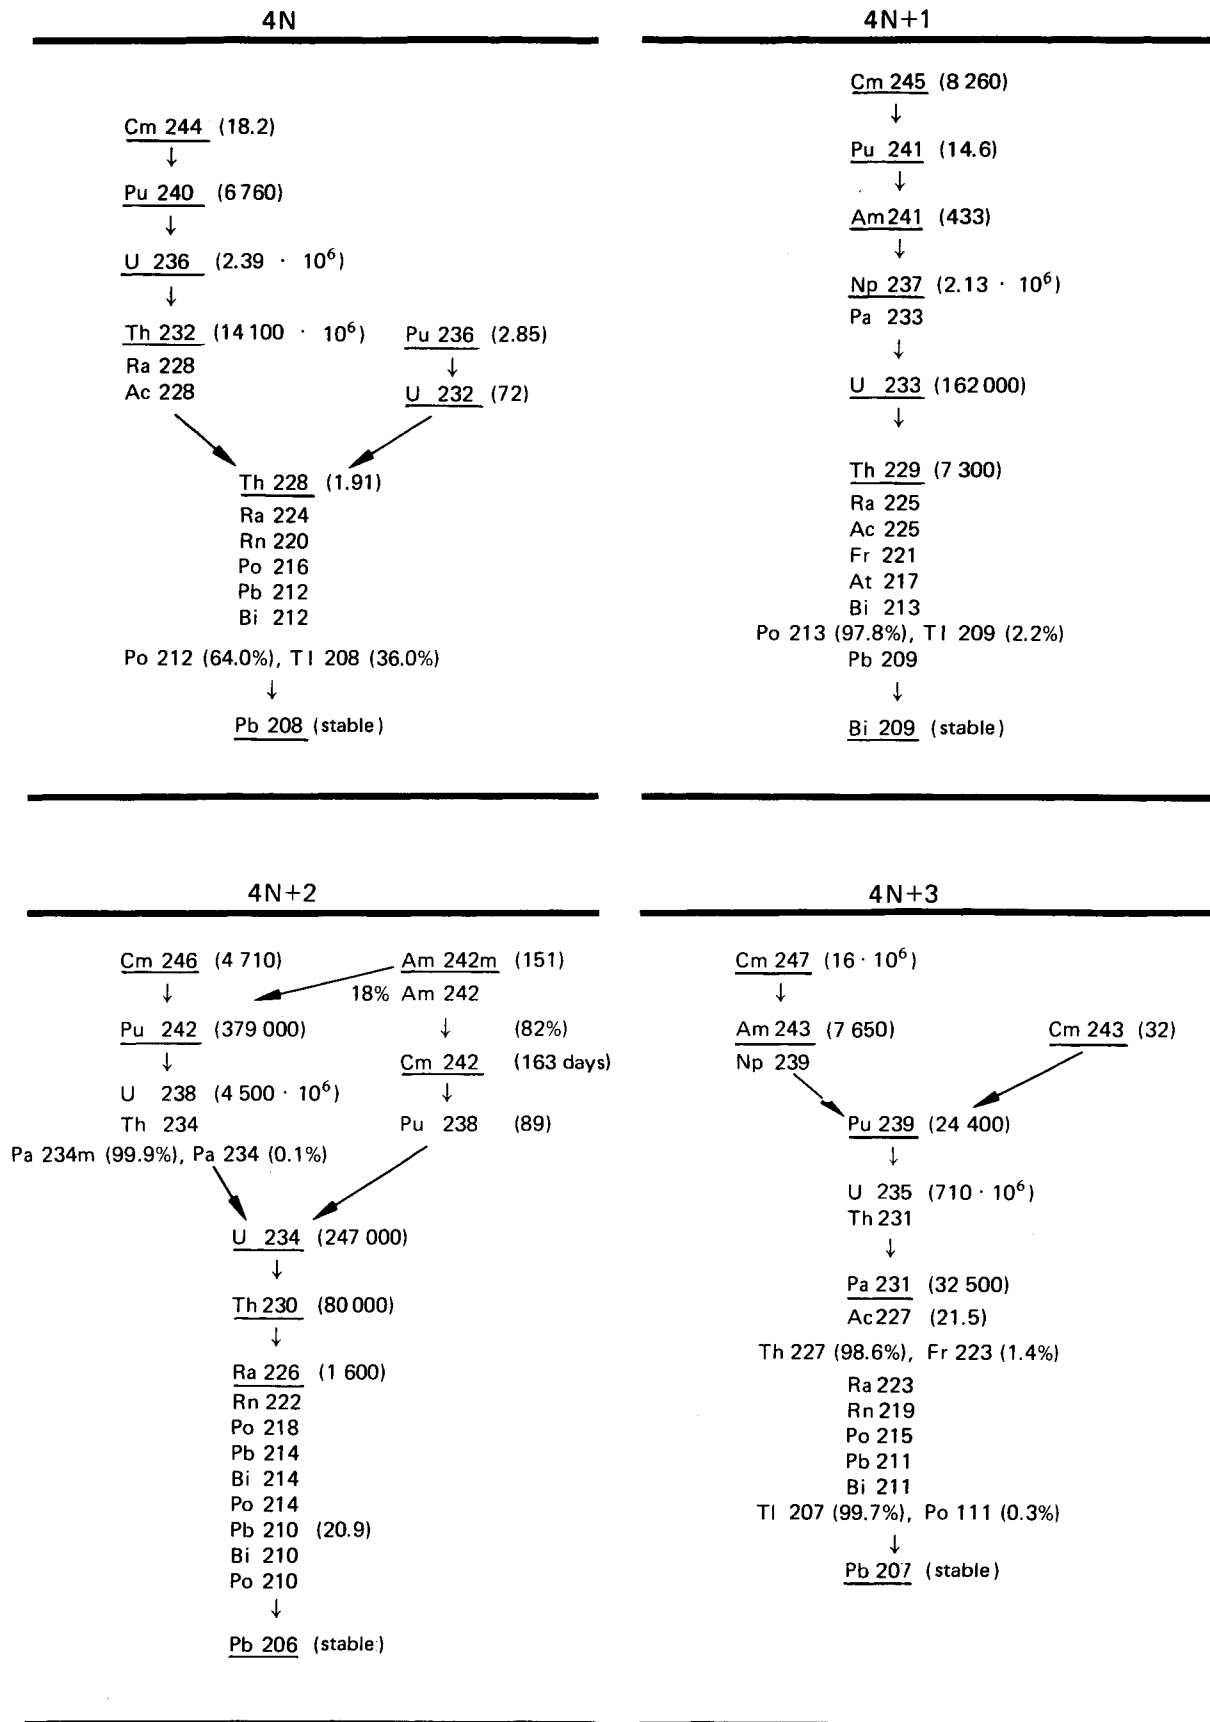 4N
Cm 244 (18.2)
↓
Pu 240 (6 760)
↓
U 236 (2.39 · 10⁶)
↓
Th 232 (14 100 · 10⁶) Pu 236 (2.85)
Ra 228 ↓
Ac 228 U 232 (72)
Th 228 (1.91)
Ra 224
Rn 220
Po 216
Pb 212
Bi 212
Po 212 (64.0%), Tl 208 (36.0%)
↓
Pb 208 (stable)
4N+1
Cm 245 (8 260)
↓
Pu 241 (14.6)
↓
Am 241 (433)
↓
Np 237 (2.13 · 10⁶)
Pa 233
↓
U 233 (162 000)
↓
Th 229 (7 300)
Ra 225
Ac 225
Fr 221
At 217
Bi 213
Po 213 (97.8%), Tl 209 (2.2%)
Pb 209
↓
Bi 209 (stable)
4N+2
Cm 246 (4 710) Am 242m (151)
↓ 18% Am 242
Pu 242 (379 000) ↓ (82%)
↓ Cm 242 (163 days)
U 238 (4 500 · 10⁶) ↓
Th 234 Pu 238 (89)
Pa 234m (99.9%), Pa 234 (0.1%)
U 234 (247 000)
↓
Th 230 (80 000)
↓
Ra 226 (1 600)
Rn 222
Po 218
Pb 214
Bi 214
Po 214
Pb 210 (20.9)
Bi 210
Po 210
↓
Pb 206 (stable)
4N+3
Cm 247 (16 · 10⁶)
↓
Am 243 (7 650) Cm 243 (32)
Np 239
Pu 239 (24 400)
↓
U 235 (710 · 10⁶)
Th 231
↓
Pa 231 (32 500)
Ac 227 (21.5)
Th 227 (98.6%), Fr 223 (1.4%)
Ra 223
Rn 219
Po 215
Pb 211
Bi 211
Tl 207 (99.7%), Po 111 (0.3%)
↓
Pb 207 (stable)